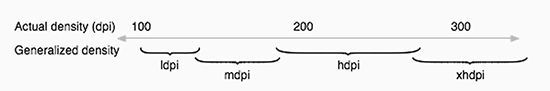 Actual density (dpi) 100 200 300
Generalized density
ldpi mdpi hdpi xhdpi